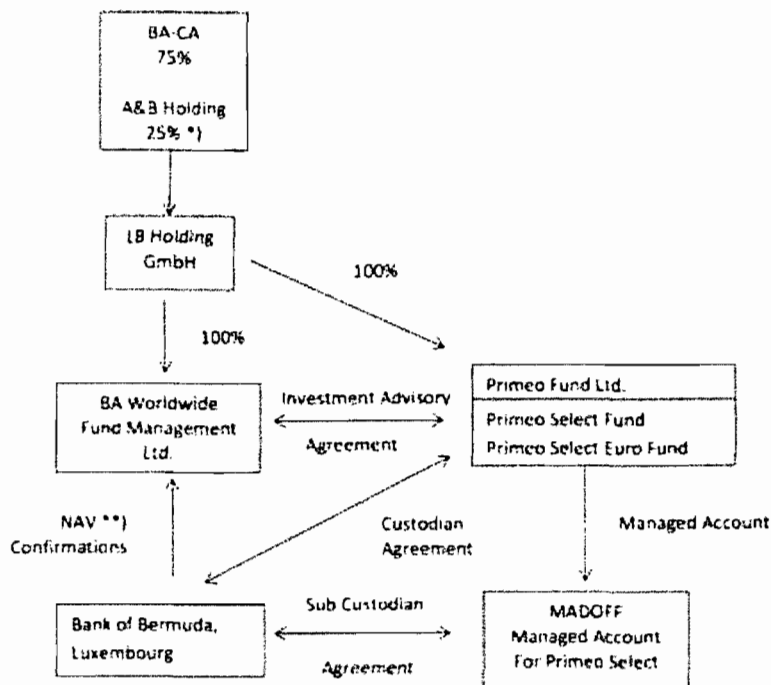 BA-CA
75%
A&B Holding
25% *)
LB Holding
GmbH
100%
100%
BA Worldwide
Fund Management
Ltd.
Investment Advisory
Agreement
Primeo Fund Ltd.
Primeo Select Fund
Primeo Select Euro Fund
NAV **)
Confirmations
Custodian
Agreement
Managed Account
Bank of Bermuda,
Luxembourg
Sub Custodian
Agreement
MADOFF
Managed Account
For Primeo Select